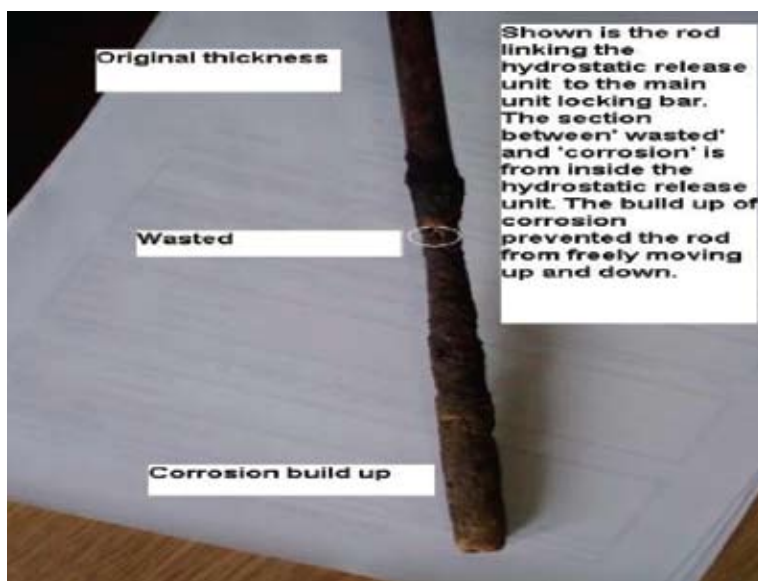 Original thickness
Wasted
Corrosion build up
Shown is the rod
linking the
hydrostatic release
unit to the main
unit locking bar.
The section
between' wasted'
and 'corrosion' is
from inside the
hydrostatic release
unit. The build up of
corrosion
prevented the rod
from freely moving
up and down.